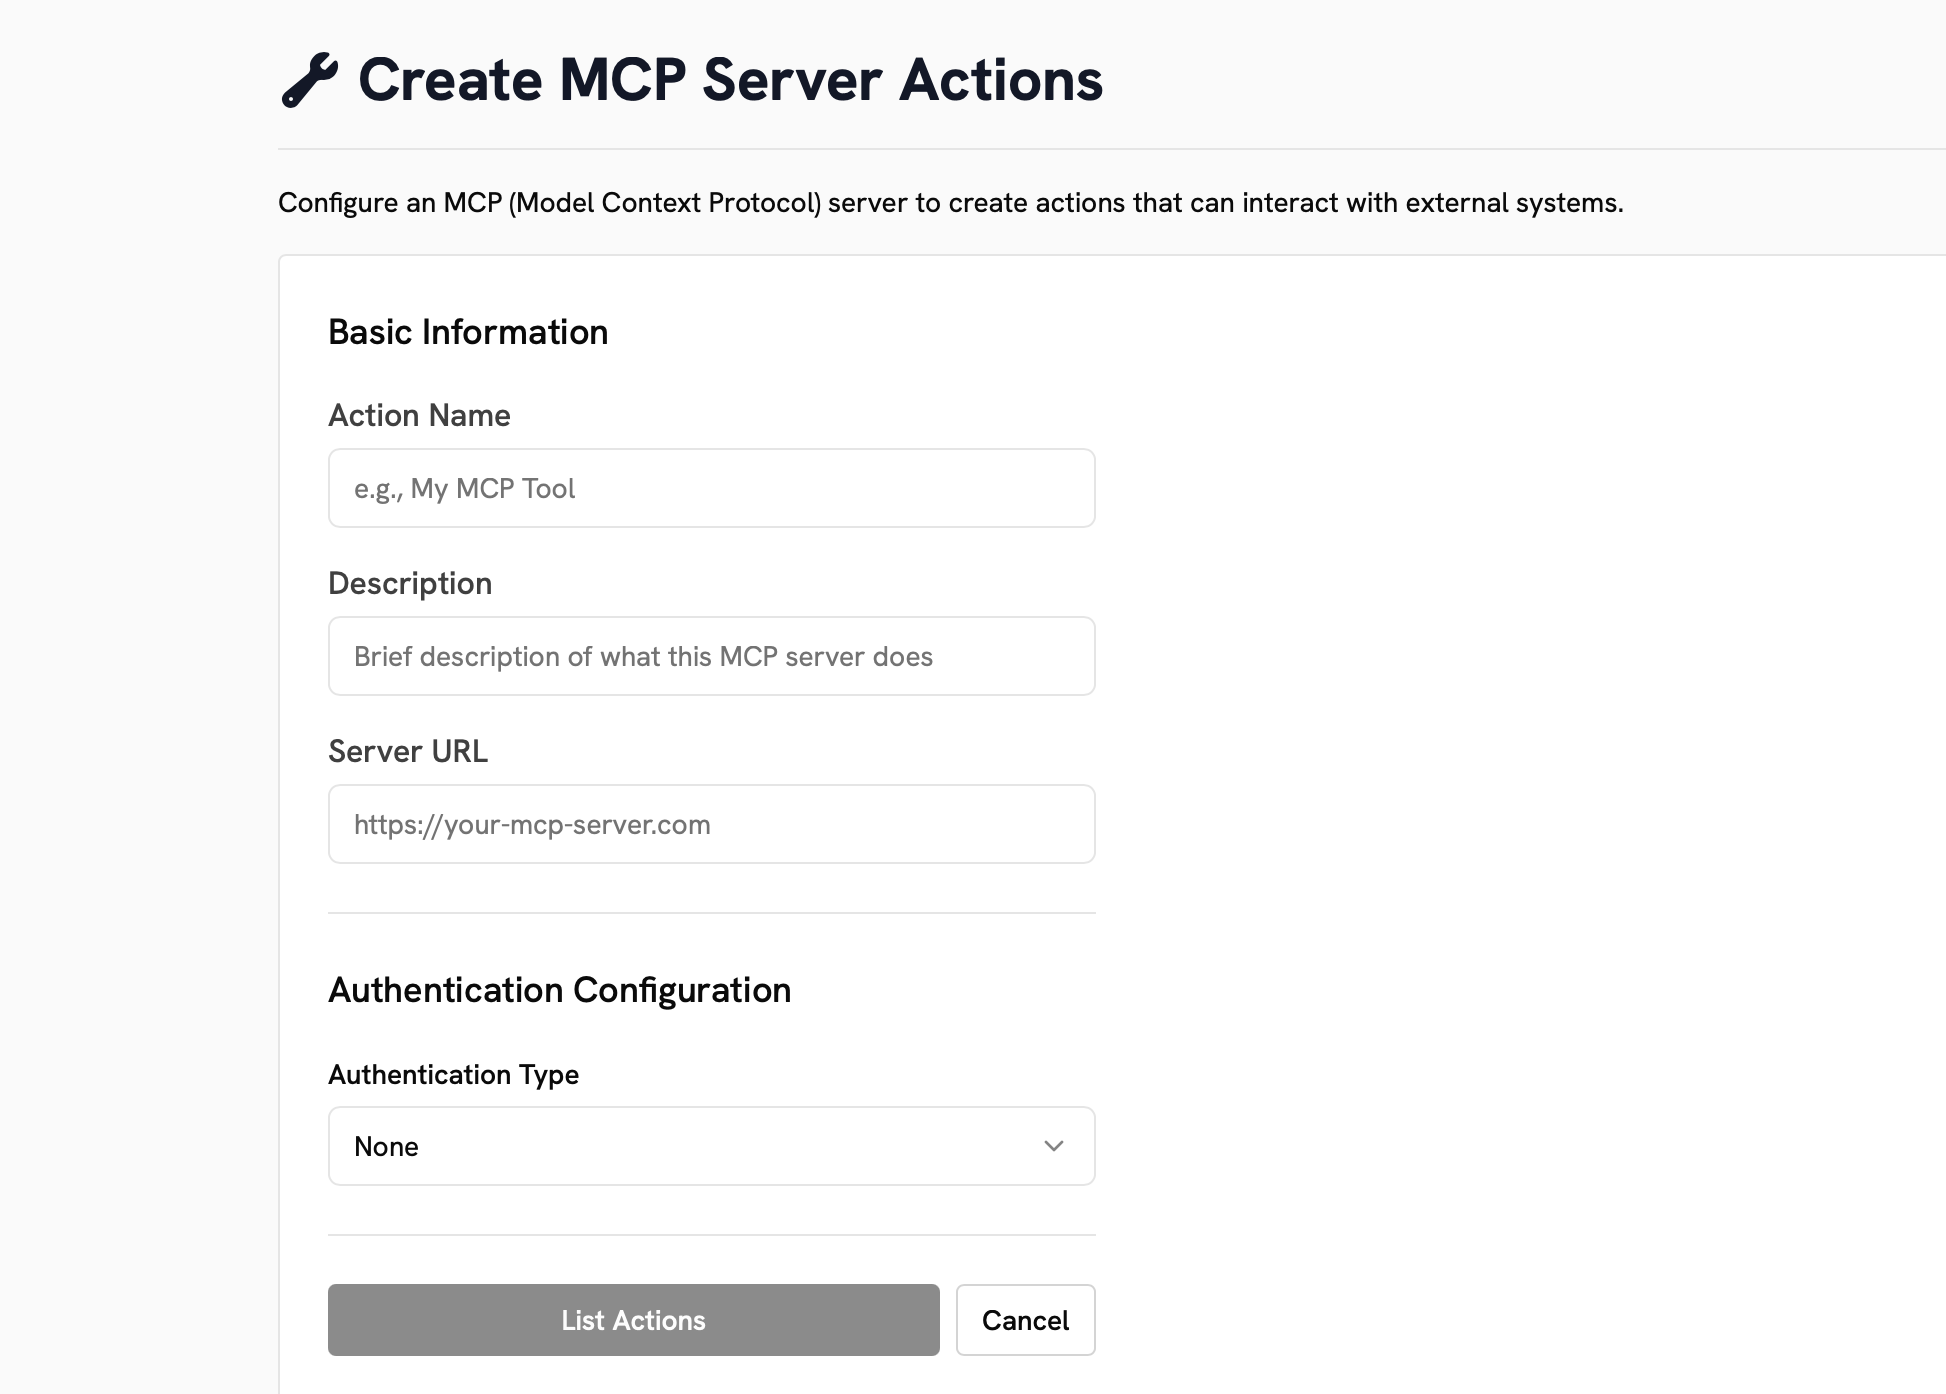 Create MCP Server Actions
Configure an MCP (Model Context Protocol) server to create actions that can interact with external systems.
Basic Information
Action Name
e.g., My MCP Tool
Description
Brief description of what this MCP server does
Server URL
https://your-mcp-server.com
Authentication Configuration
Authentication Type
None
List Actions
Cancel